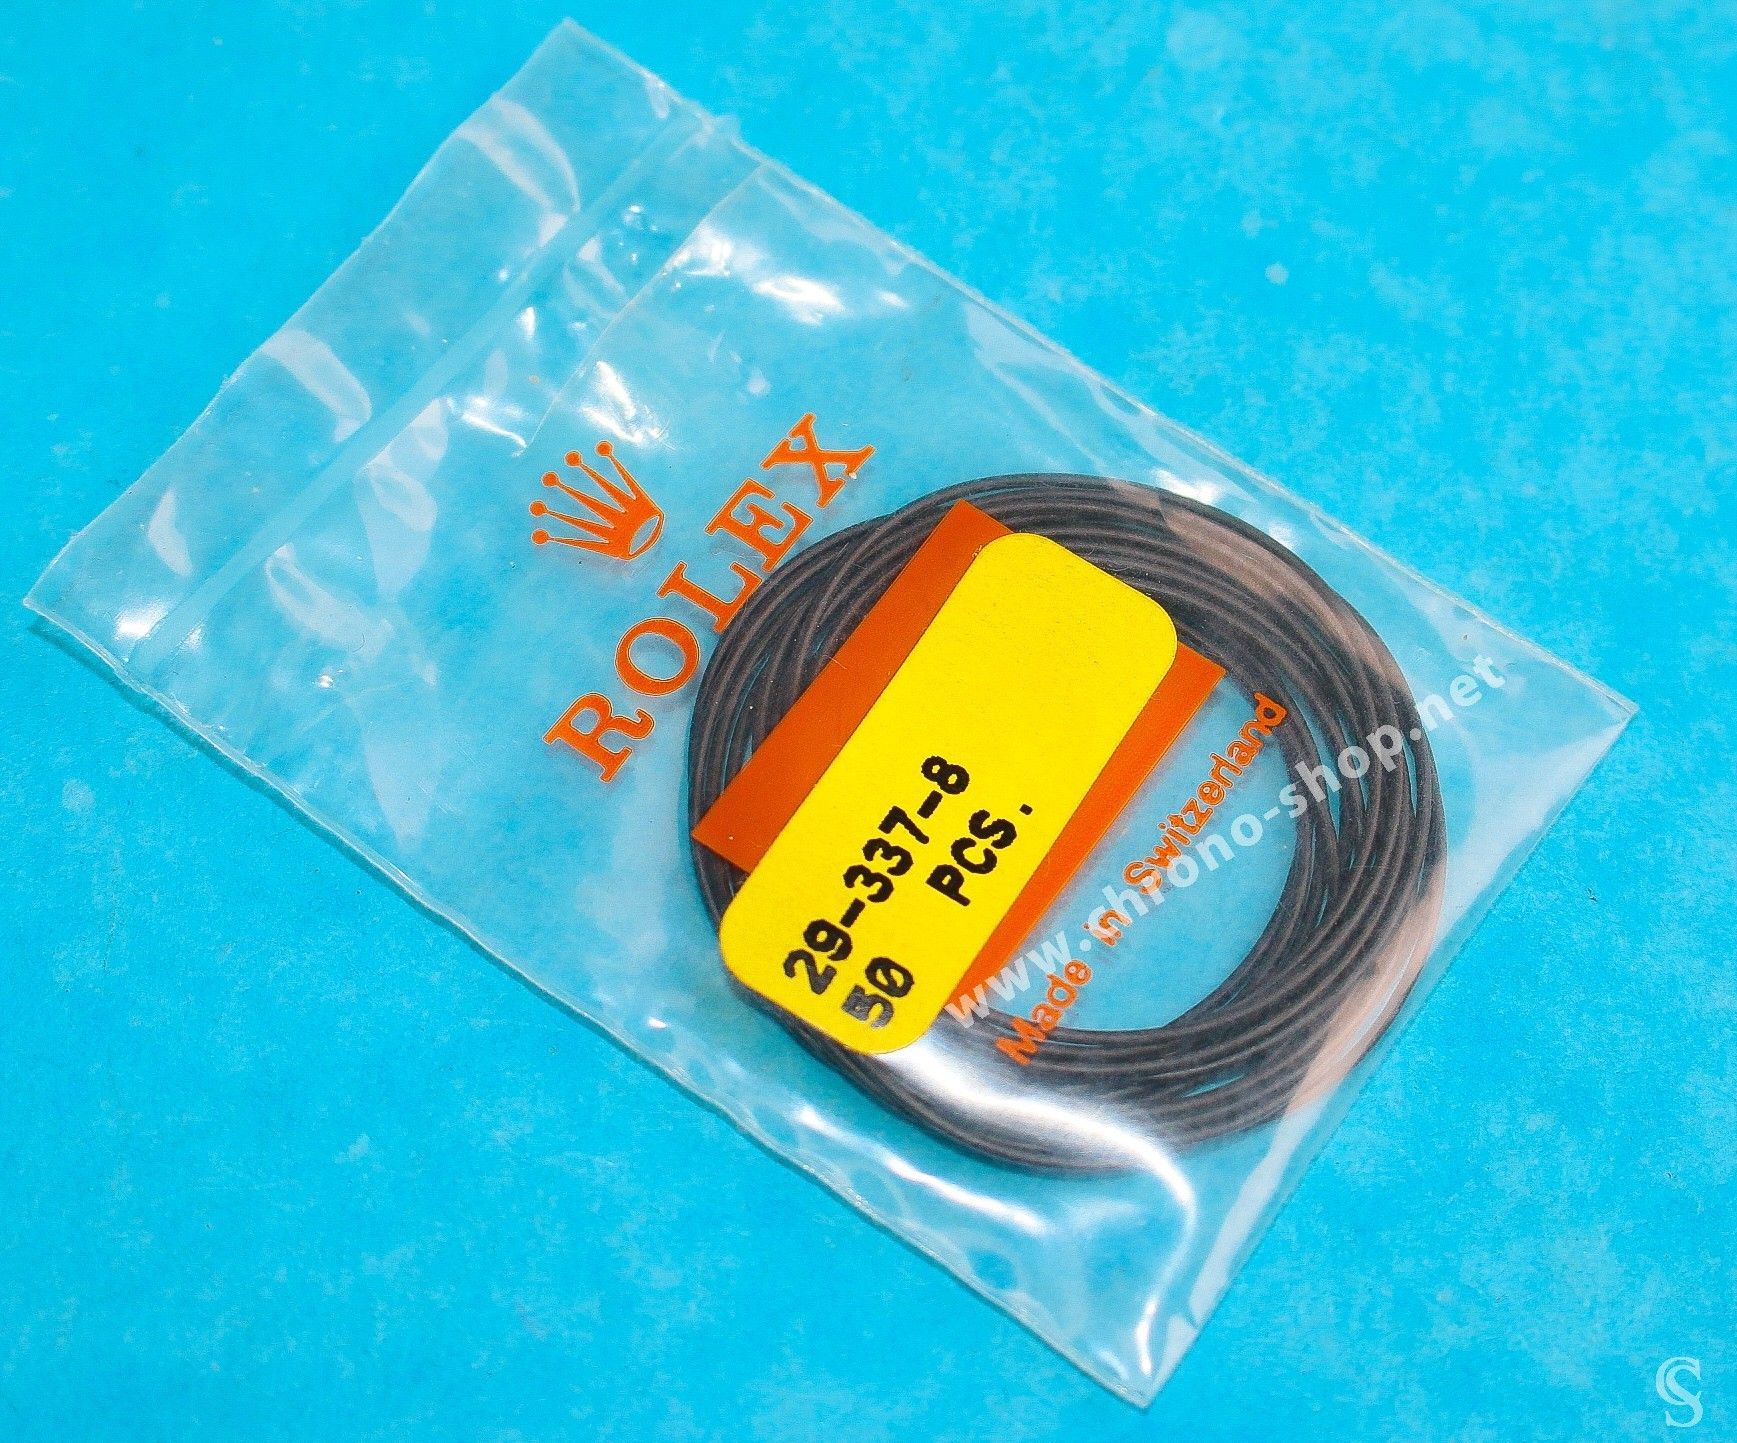 ROLEX
29-337-8
50 PCS.
Made in Switzerland
www.chrono-shop.net